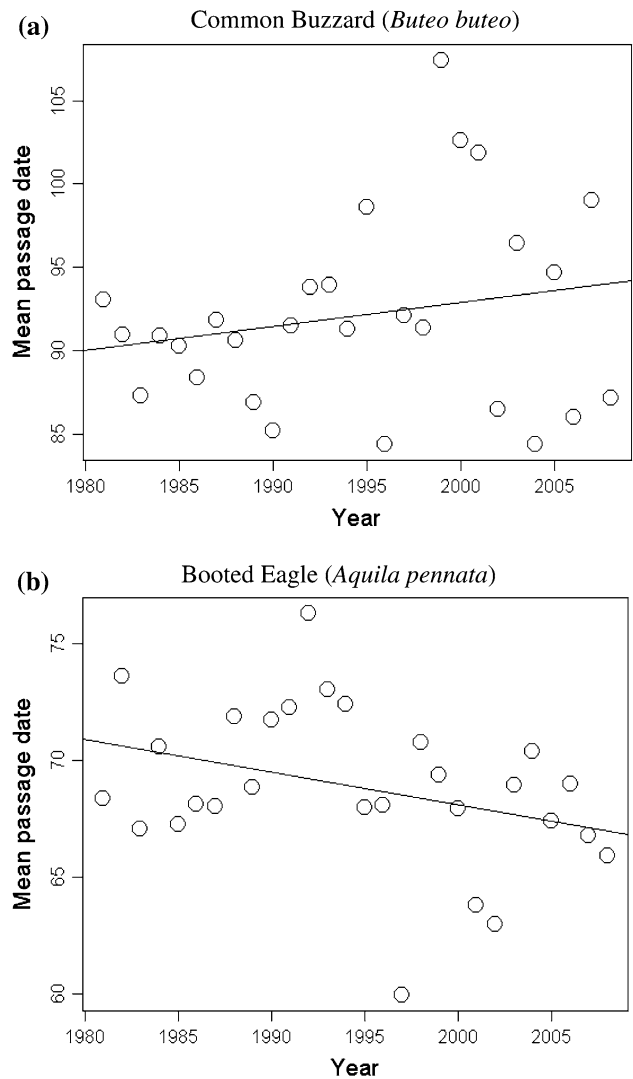 (a) Common Buzzard (Buteo buteo)
105
100
95
90
85
Mean passage date
1980 1985 1990 1995 2000 2005
Year
(b) Booted Eagle (Aquila pennata)
75
70
65
60
Mean passage date
1980 1985 1990 1995 2000 2005
Year